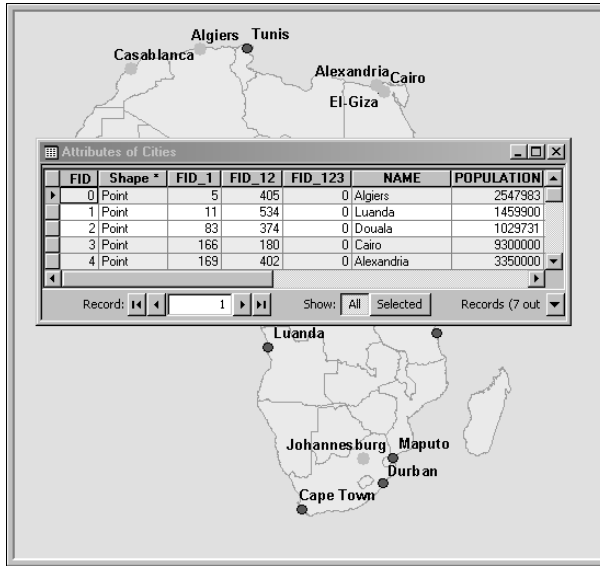 Algiers Tunis
Casablanca
Alexandria Cairo
El-Giza
Attributes of Cities
FID Shape * FID_1 FID_12 FID_123 NAME POPULATION
0 Point 5 405 0 Algiers 2547983
1 Point 11 534 0 Luanda 1459900
2 Point 83 374 0 Douala 1029731
3 Point 166 180 0 Cairo 9300000
4 Point 169 402 0 Alexandria 3350000
Record: 1 Show: All Selected Records (7 out
Luanda
Johannesburg Maputo
Durban
Cape Town